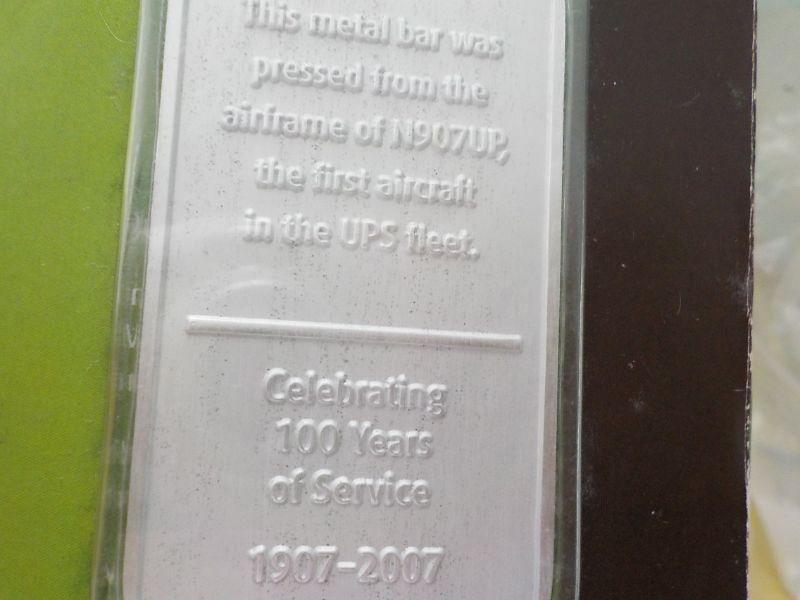 This metal bar was
pressed from the
airframe of N907UP,
the first aircraft
in the UPS fleet.
Celebrating
100 Years
of Service
1907-2007